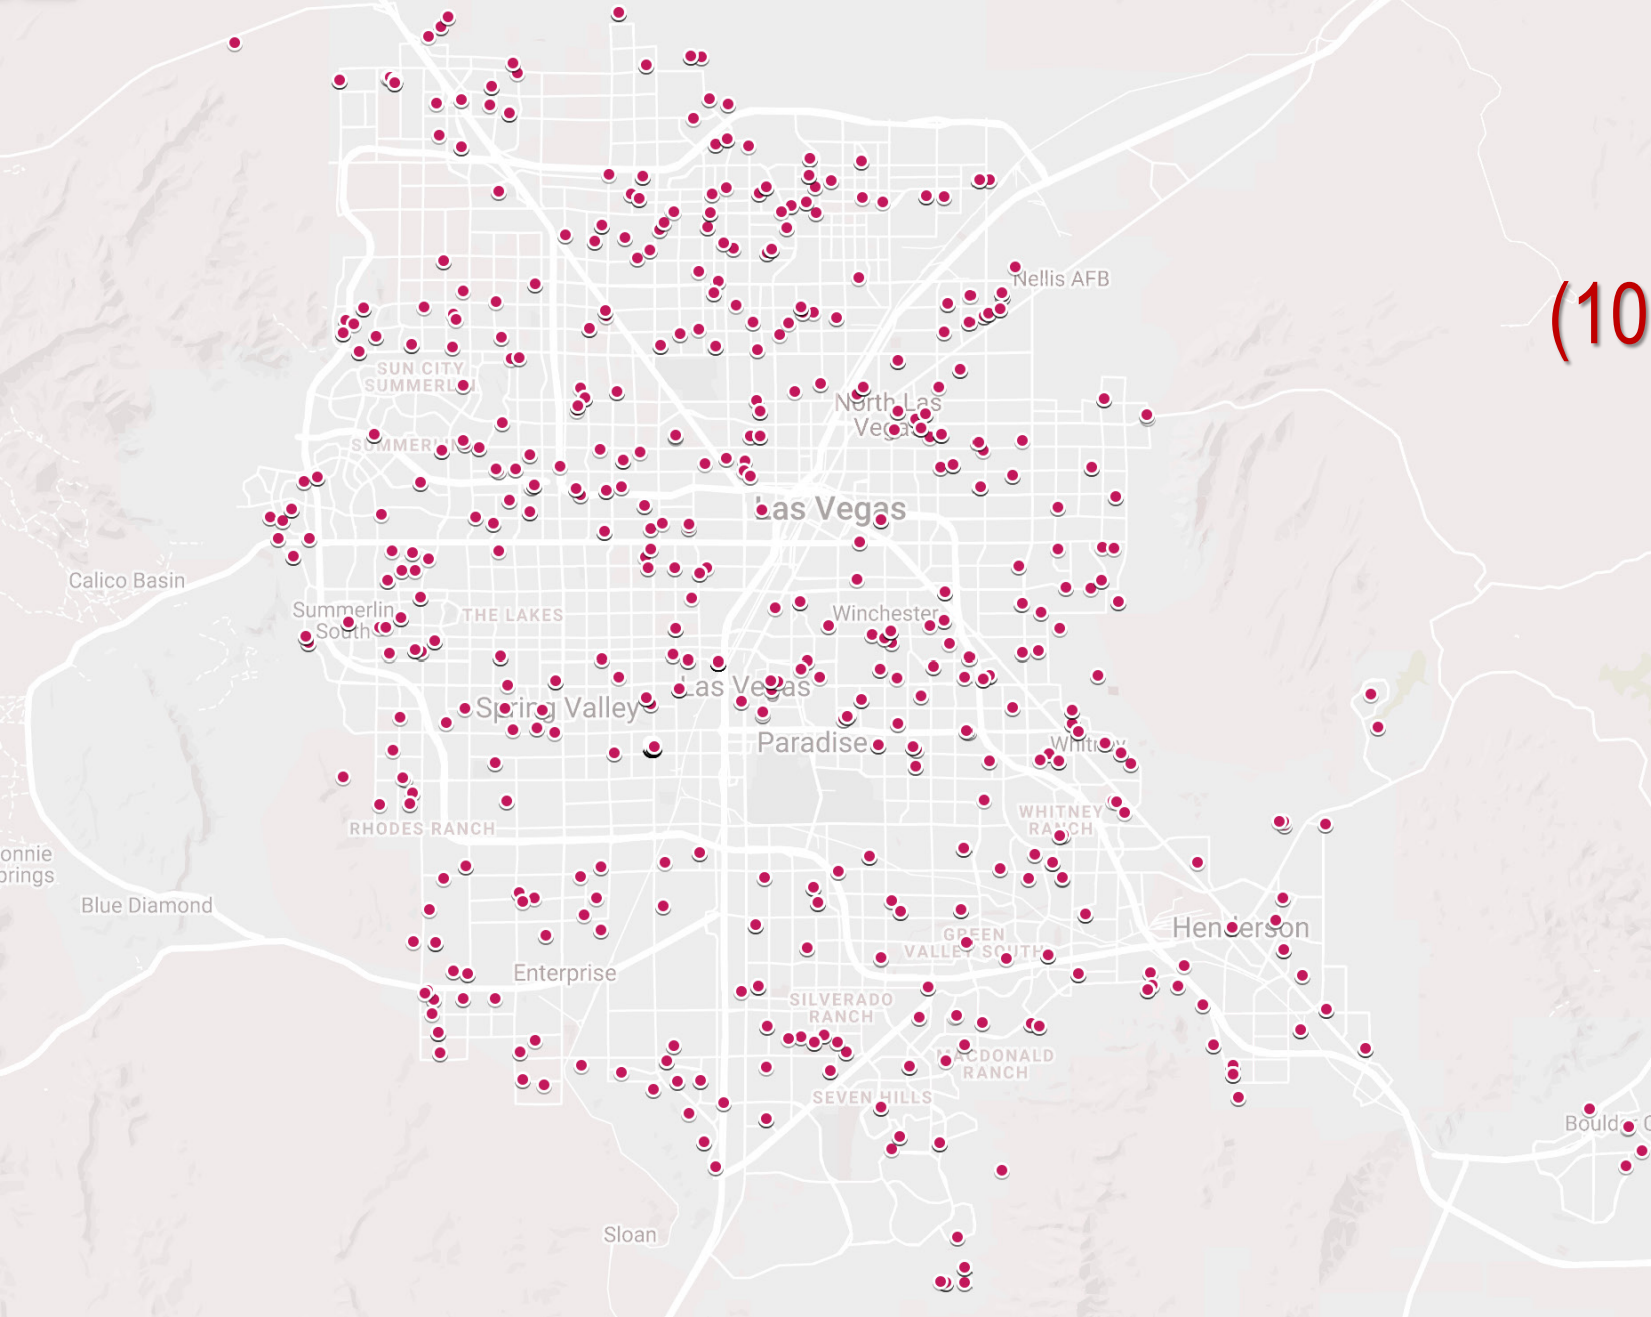 Nellis AFB
(10
SUN CITY
SUMMERLIN
North Las
Vegas
SUMMERLIN
Las Vegas
Calico Basin
Summerlin
South
THE LAKES
Winchester
Las Vegas
Spring Valley
Paradise
Whitney
WHITNEY
RANCH
RHODES RANCH
onnie
prings
Blue Diamond
Henderson
GREEN
VALLEY SOUTH
Enterprise
SILVERADO
RANCH
MACDONALD
RANCH
SEVEN HILLS
Boulder C
Sloan